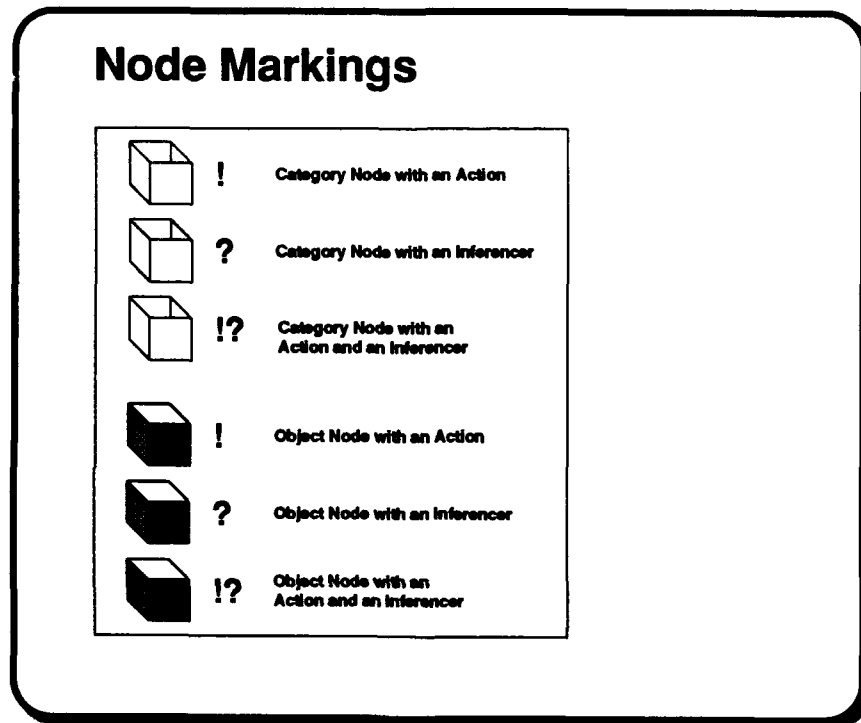 Node Markings
! Category Node with an Action
? Category Node with an Inferencer
!? Category Node with an
Action and an Inferencer
! Object Node with an Action
? Object Node with an Inferencer
!? Object Node with an
Action and an Inferencer